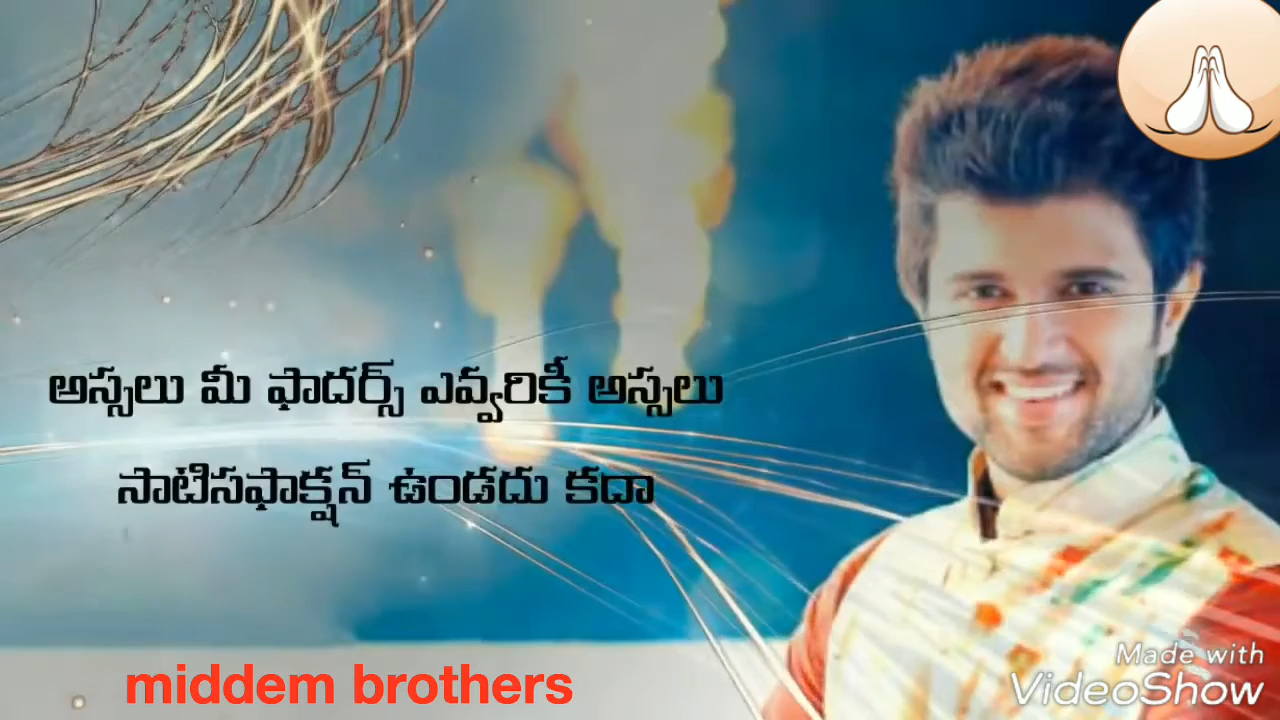 అస్సలు మీ ఫాదర్స్ ఎవ్వరికీ అస్సలు
సాటిసఫాక్షన్ ఉండదు కదా
middem brothers
Made with
VideoShow